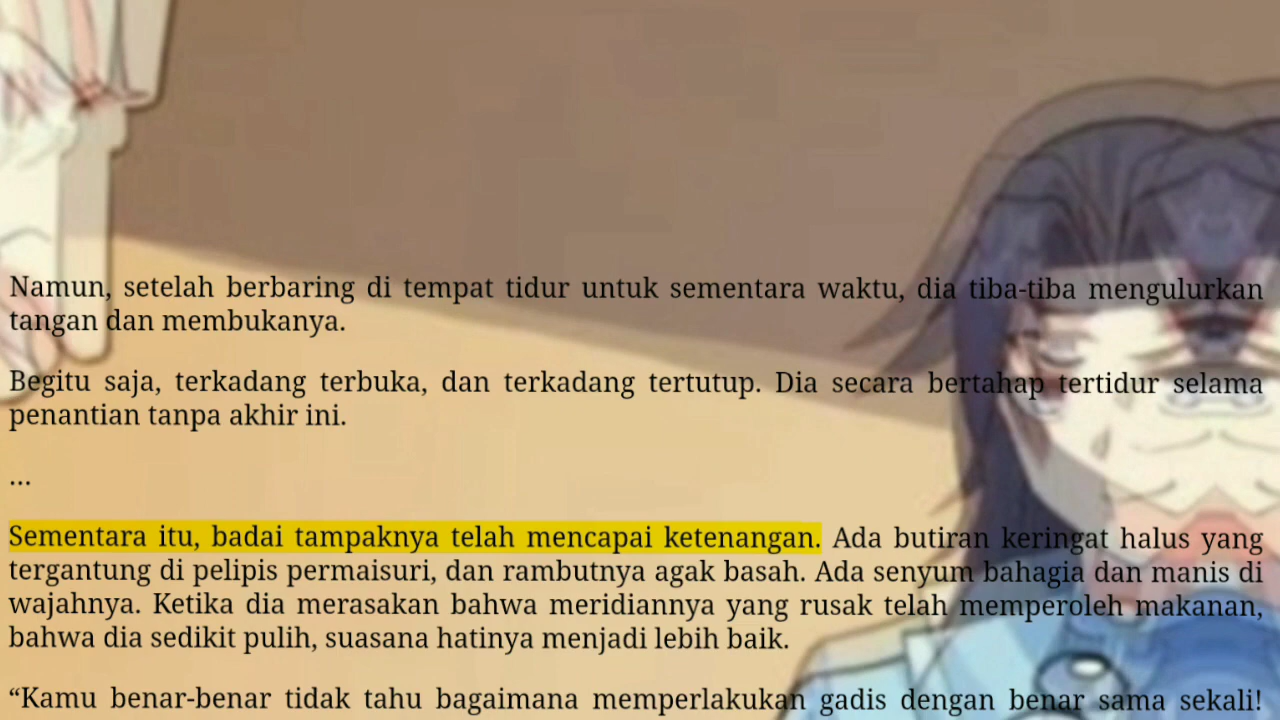 Namun, setelah berbaring di tempat tidur untuk sementara waktu, dia tiba-tiba mengulurkan
tangan dan membukanya.
Begitu saja, terkadang terbuka, dan terkadang tertutup. Dia secara bertahap tertidur selama
penantian tanpa akhir ini.
...
Sementara itu, badai tampaknya telah mencapai ketenangan. Ada butiran keringat halus yang
tergantung di pelipis permaisuri, dan rambutnya agak basah. Ada senyum bahagia dan manis di
wajahnya. Ketika dia merasakan bahwa meridiannya yang rusak telah memperoleh makanan,
bahwa dia sedikit pulih, suasana hatinya menjadi lebih baik.
“Kamu benar-benar tidak tahu bagaimana memperlakukan gadis dengan benar sama sekali!